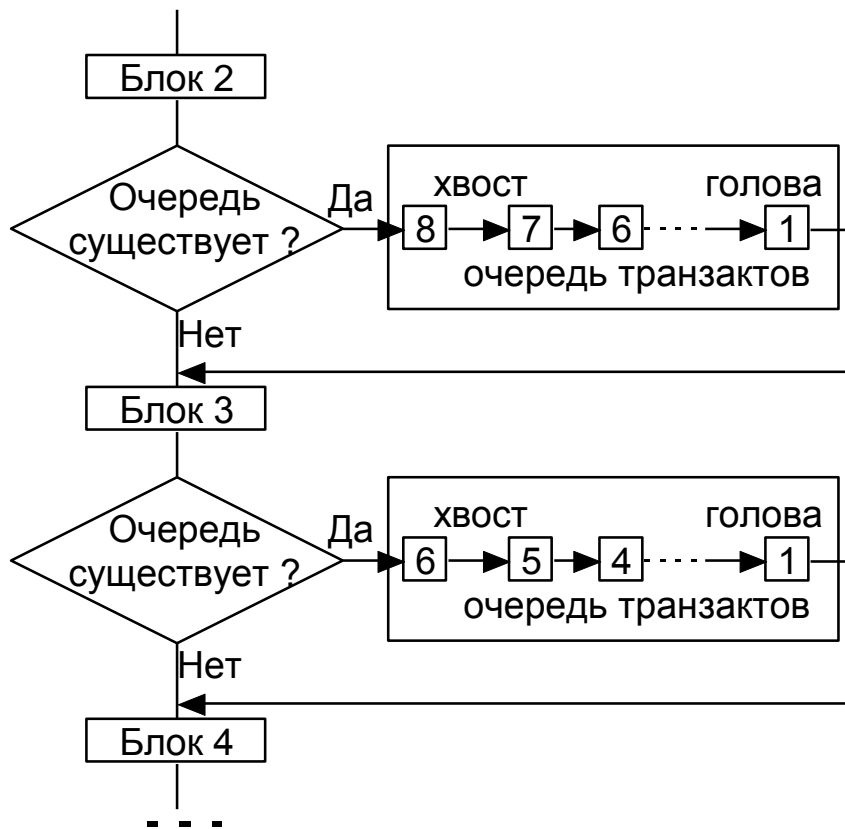 Блок 2
Очередь
существует ?
Да
хвост
голова
8
7
6
1
очередь транзактов
Нет
Блок 3
Очередь
существует ?
Да
хвост
голова
6
5
4
1
очередь транзактов
Нет
Блок 4